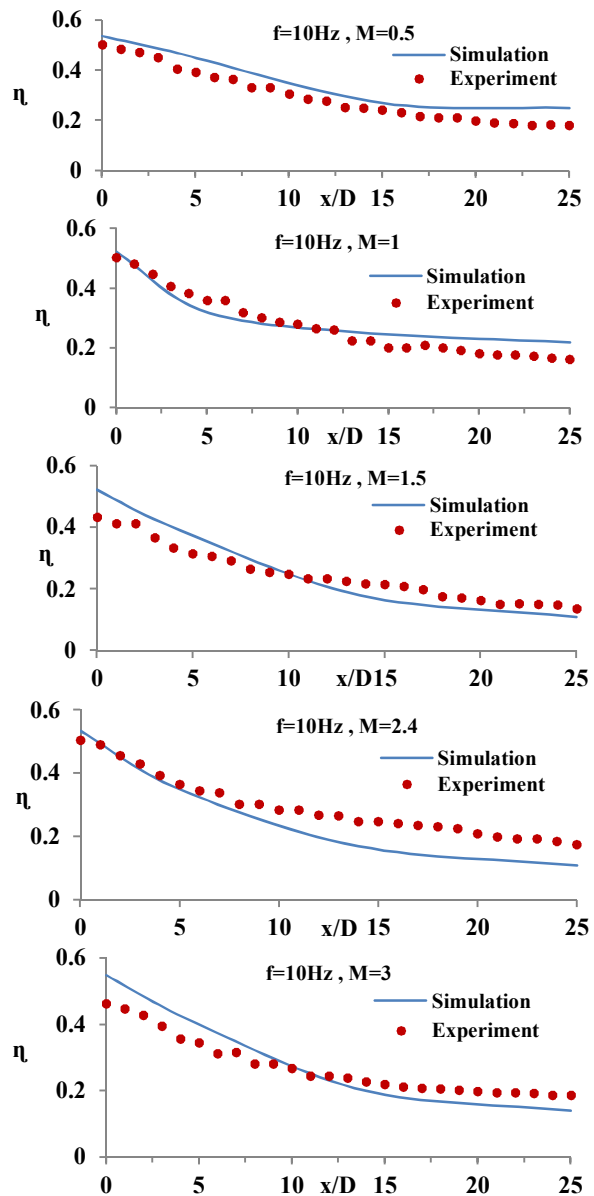 f=10Hz , M=0.5
0.6
Simulation
Experiment
0.4
η
0.2
0
0 5 10 x/D 15 20 25
f=10Hz , M=1
0.6
Simulation
Experiment
0.4
η
0.2
0
0 5 10 x/D 15 20 25
f=10Hz , M=1.5
0.6
Simulation
Experiment
0.4
η
0.2
0
0 5 10 x/D15 20 25
f=10Hz , M=2.4
0.6
Simulation
Experiment
0.4
η
0.2
0
0 5 10 x/D 15 20 25
f=10Hz , M=3
0.6
Simulation
Experiment
0.4
η
0.2
0
0 5 10 x/D 15 20 25